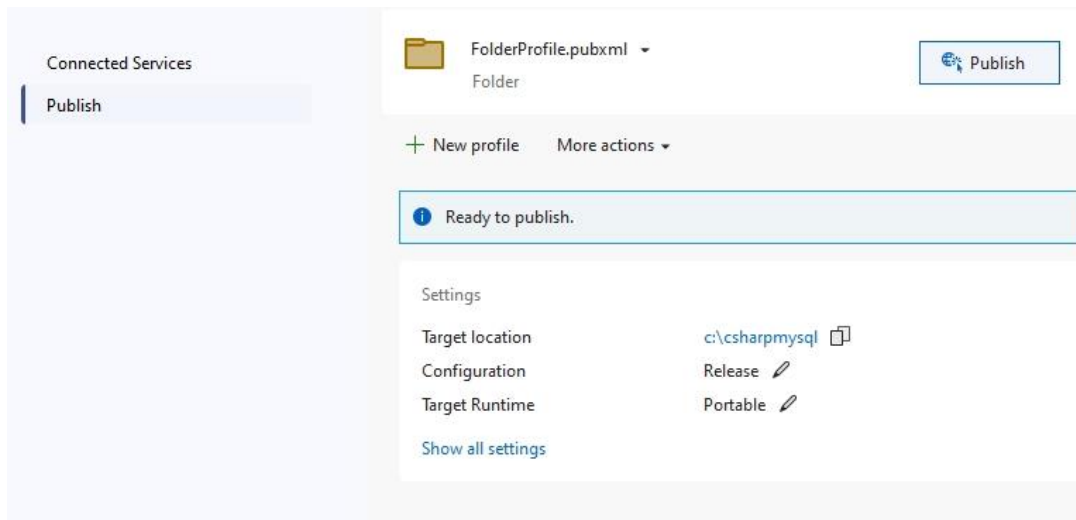 Connected Services
Publish
FolderProfile.pubxml
Folder
Publish
New profile More actions
Ready to publish.
Settings
Target location c:\csharpmysql
Configuration Release
Target Runtime Portable
Show all settings